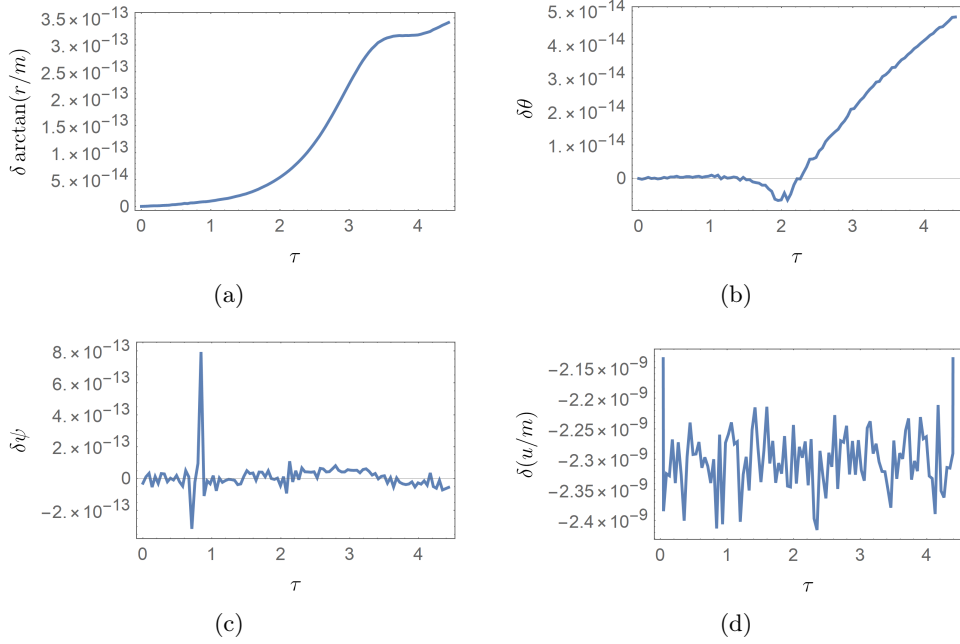 3.5×10⁻¹³
3.×10⁻¹³
2.5×10⁻¹³
2.×10⁻¹³
1.5×10⁻¹³
1.×10⁻¹³
5.×10⁻¹⁴
0
δ arctan(r/m)
0 1 2 3 4
τ
(a)
5.×10⁻¹⁴
4.×10⁻¹⁴
3.×10⁻¹⁴
2.×10⁻¹⁴
1.×10⁻¹⁴
0
δθ
0 1 2 3 4
τ
(b)
8.×10⁻¹³
6.×10⁻¹³
4.×10⁻¹³
2.×10⁻¹³
0
−2.×10⁻¹³
δψ
0 1 2 3 4
τ
(c)
−2.15×10⁻⁹
−2.2×10⁻⁹
−2.25×10⁻⁹
−2.3×10⁻⁹
−2.35×10⁻⁹
−2.4×10⁻⁹
δ(u/m)
0 1 2 3 4
τ
(d)